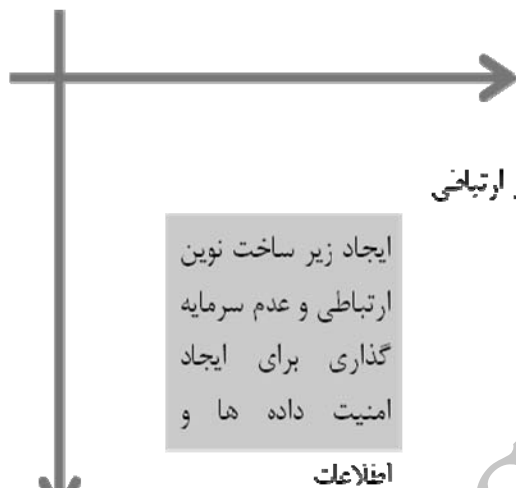 ارتباطی
ایجاد زیر ساخت نوین
ارتباطی و عدم سرمایه
گذاری برای ایجاد
امنیت داده ها و
اطلاعات